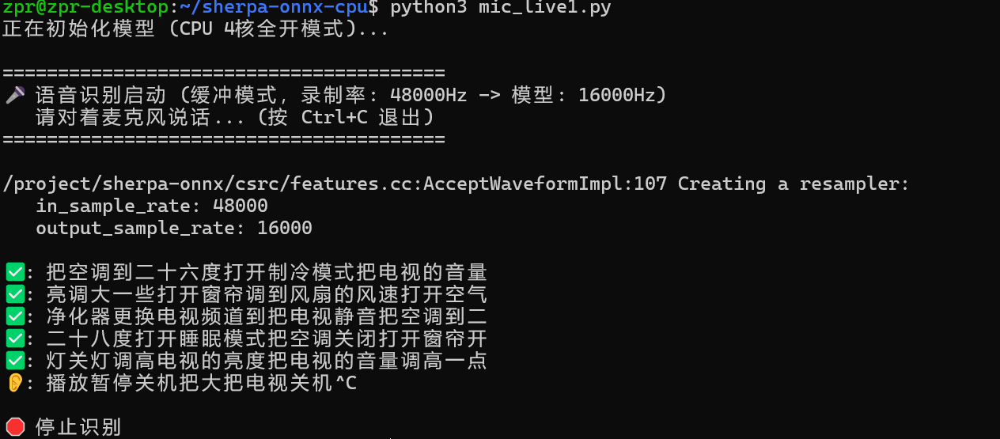 zpr@zpr-desktop:~/sherpa-onnx-cpu$ python3 mic_live1.py
正在初始化模型 (CPU 4核全开模式)...
========================================
🎤 语音识别启动 (缓冲模式, 录制率: 48000Hz -> 模型: 16000Hz)
请对着麦克风说话... (按 Ctrl+C 退出)
========================================
/project/sherpa-onnx/csrc/features.cc:AcceptWaveformImpl:107 Creating a resampler:
in_sample_rate: 48000
output_sample_rate: 16000
✅: 把空调到二十六度打开制冷模式把电视的音量
✅: 亮调大一些打开窗帘调到风扇的风速打开空气
✅: 净化器更换电视频道到把电视静音把空调到二
✅: 二十八度打开睡眠模式把空调关闭打开窗帘开
✅: 灯关灯调高电视的亮度把电视的音量调高一点
👂: 播放暂停关机把大把电视关机^C
🛑 停止识别